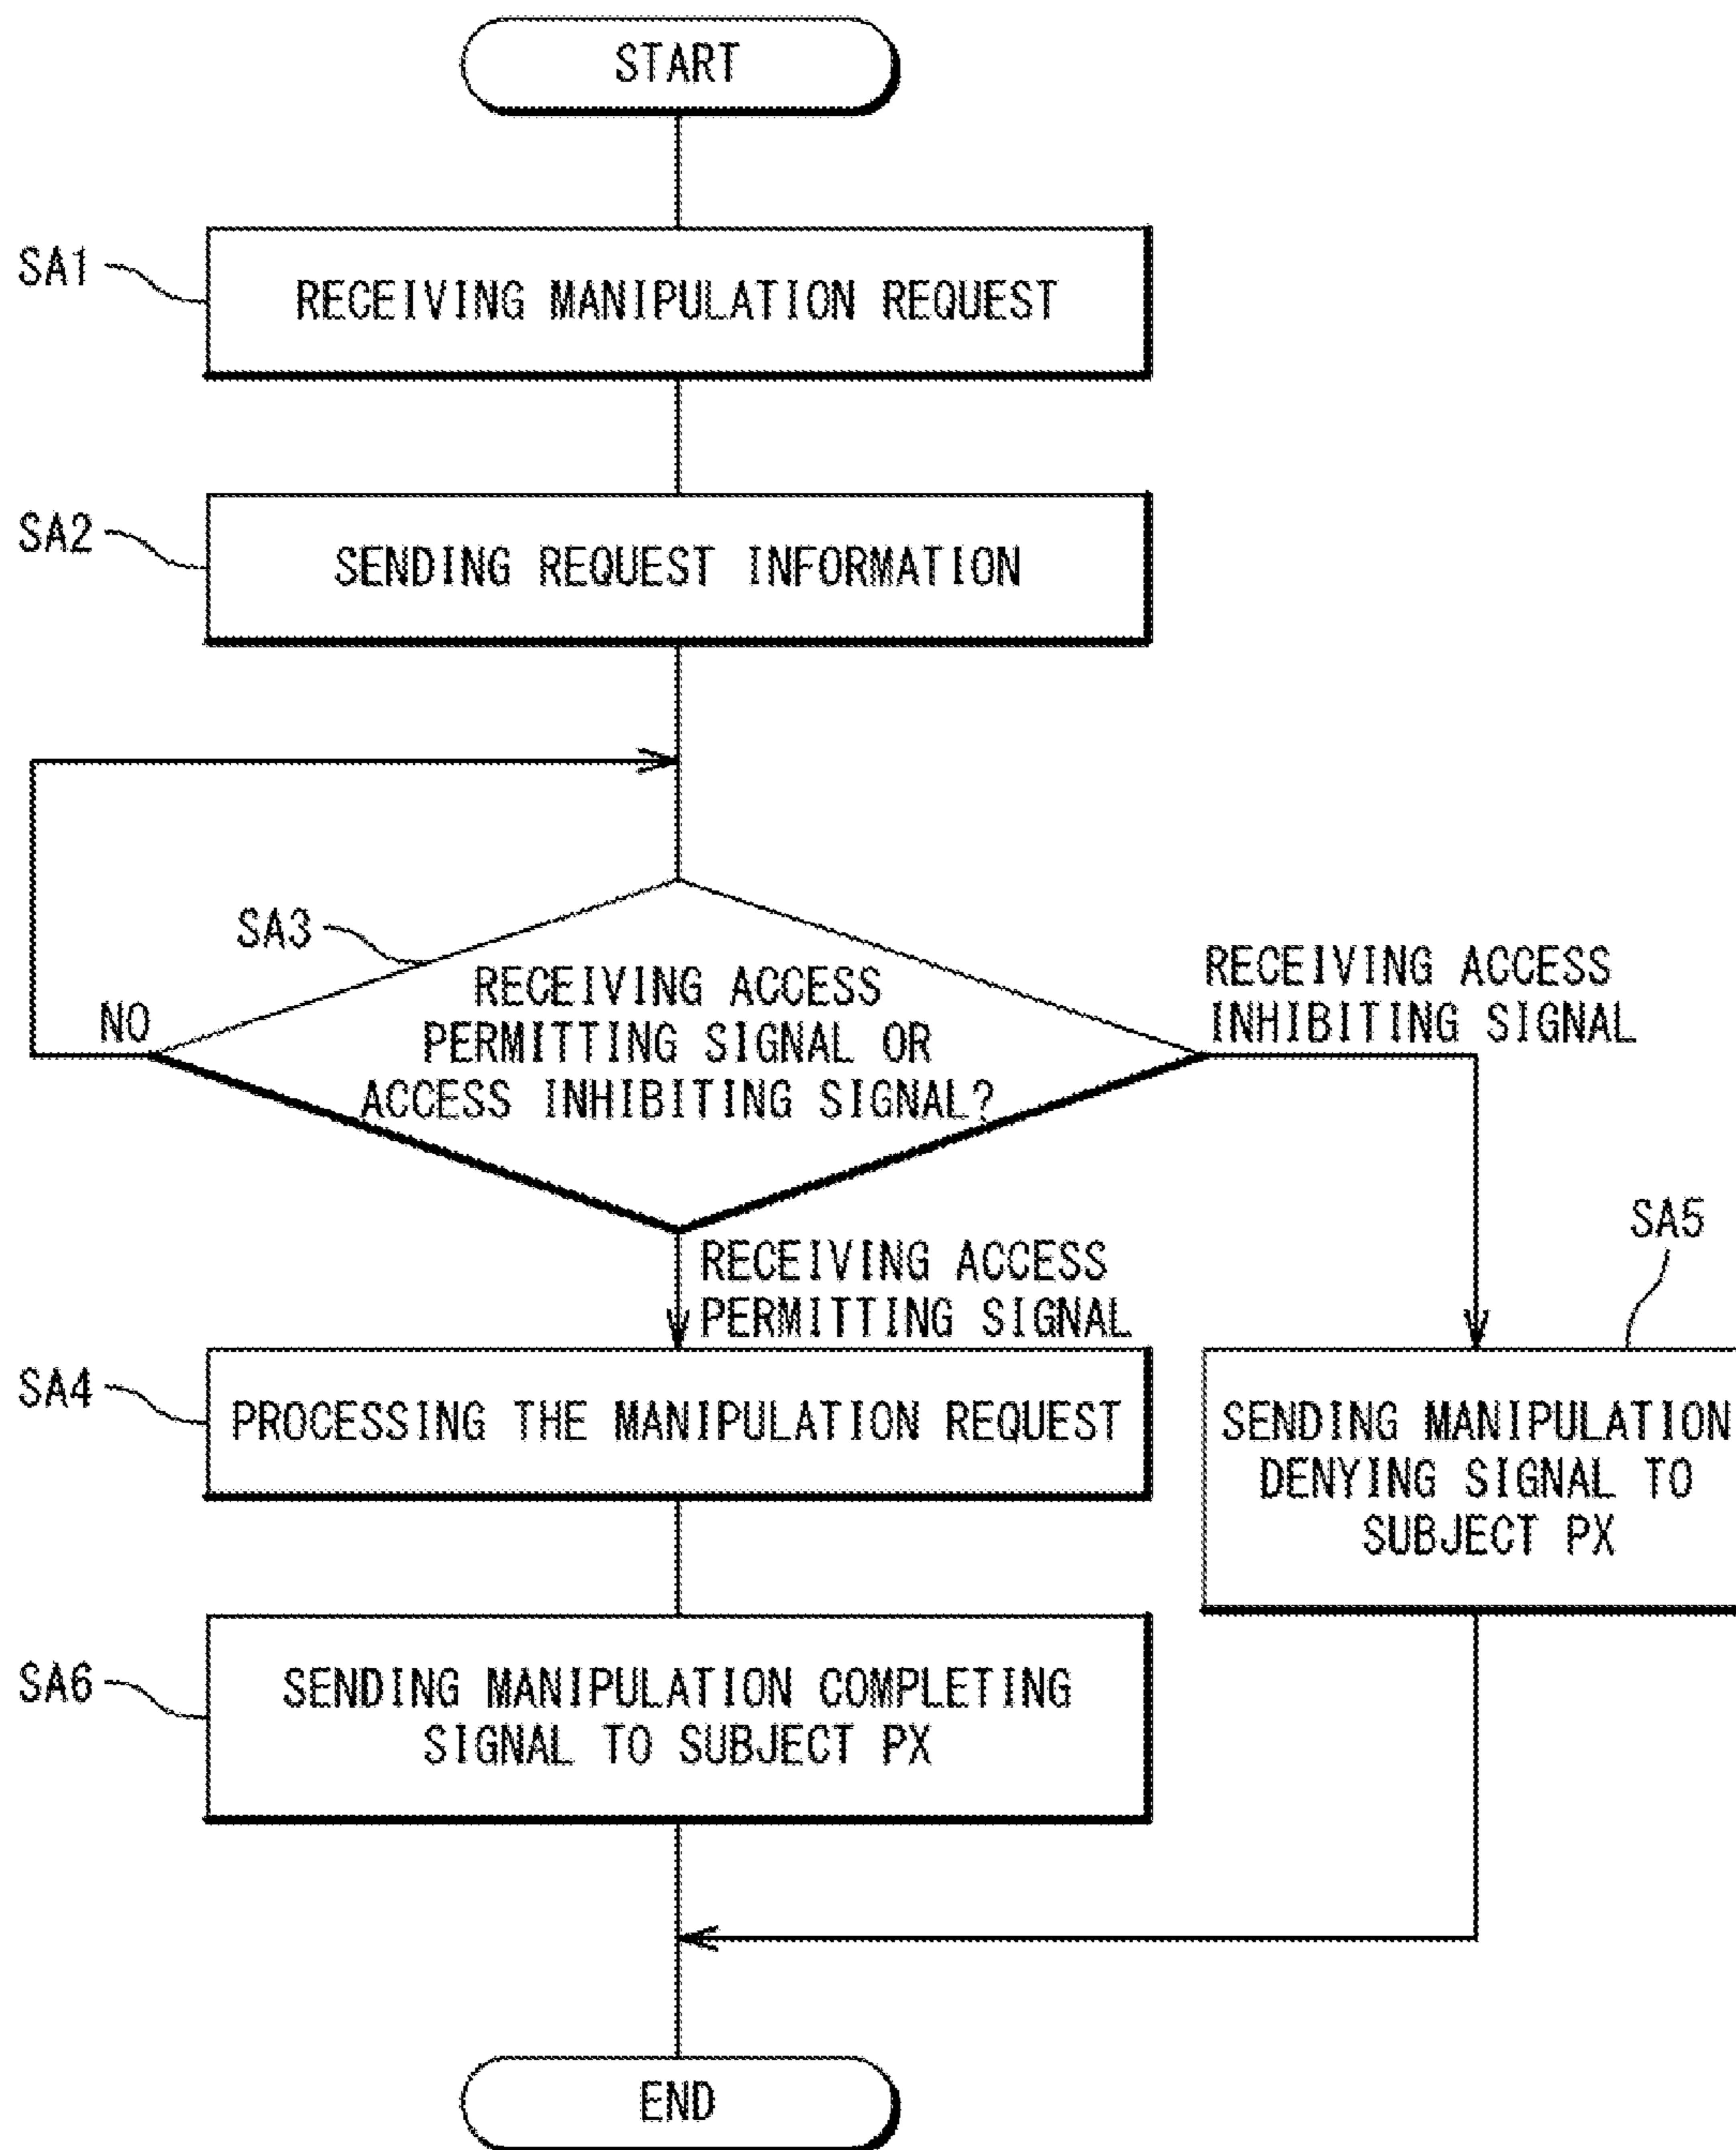 START
SA1
RECEIVING MANIPULATION REQUEST
SA2
SENDING REQUEST INFORMATION
SA3
RECEIVING ACCESS
PERMITTING SIGNAL OR
ACCESS INHIBITING SIGNAL?
NO
RECEIVING ACCESS
INHIBITING SIGNAL
RECEIVING ACCESS
PERMITTING SIGNAL
SA4
PROCESSING THE MANIPULATION REQUEST
SA5
SENDING MANIPULATION
DENYING SIGNAL TO
SUBJECT PX
SA6
SENDING MANIPULATION COMPLETING
SIGNAL TO SUBJECT PX
END